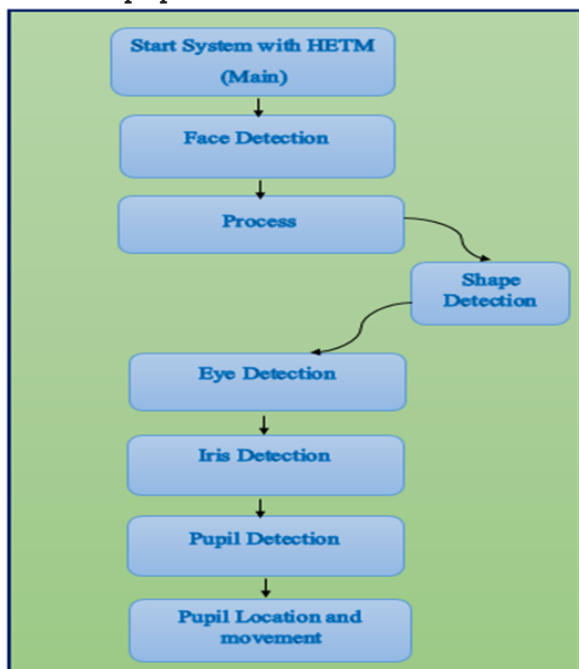 Start System with HETM
(Main)
Face Detection
Process
Shape
Detection
Eye Detection
Iris Detection
Pupil Detection
Pupil Location and
movement